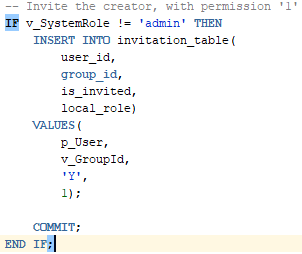 -- Invite the creator, with permission '1'
IF v_SystemRole != 'admin' THEN
INSERT INTO invitation_table(
user_id,
group_id,
is_invited,
local_role)
VALUES(
p_User,
v_GroupId,
'Y',
1);
COMMIT;
END IF;